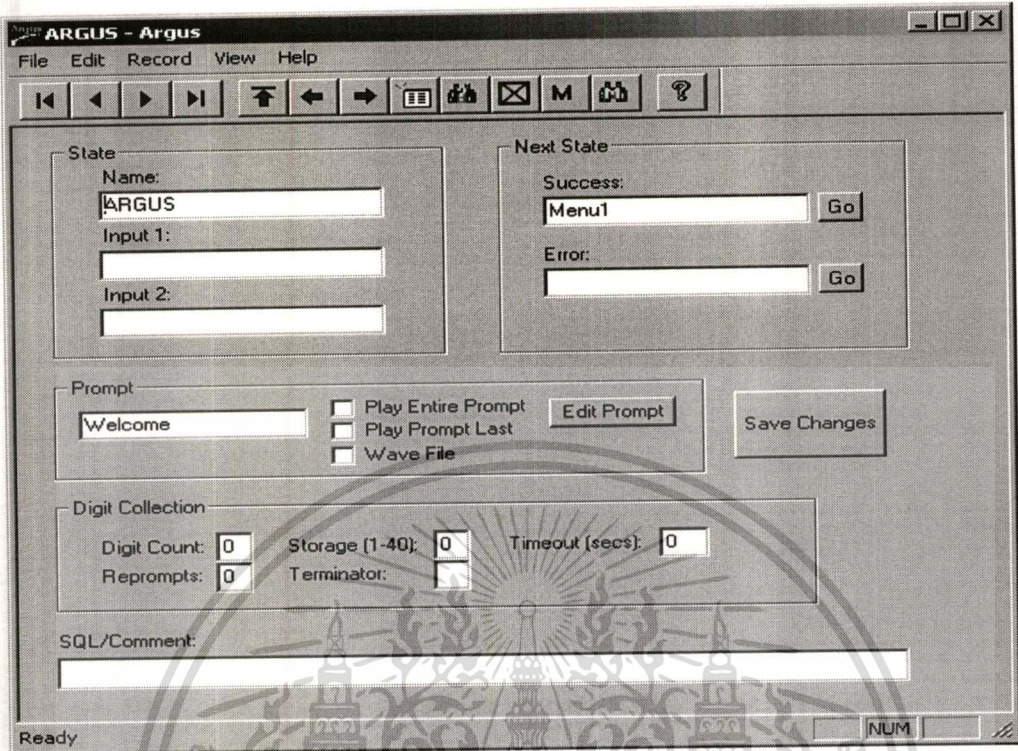 ARGUS - Argus
File Edit Record View Help
M
State
Name:
ARGUS
Input 1:
Input 2:
Next State
Success:
Menu1 Go
Error:
Go
Prompt
Welcome
Play Entire Prompt
Play Prompt Last
Wave File
Edit Prompt
Save Changes
Digit Collection
Digit Count: 0 Storage (1-40): 0 Timeout (secs): 0
Reprompts: 0 Terminator:
SQL/Comment:
Ready NUM